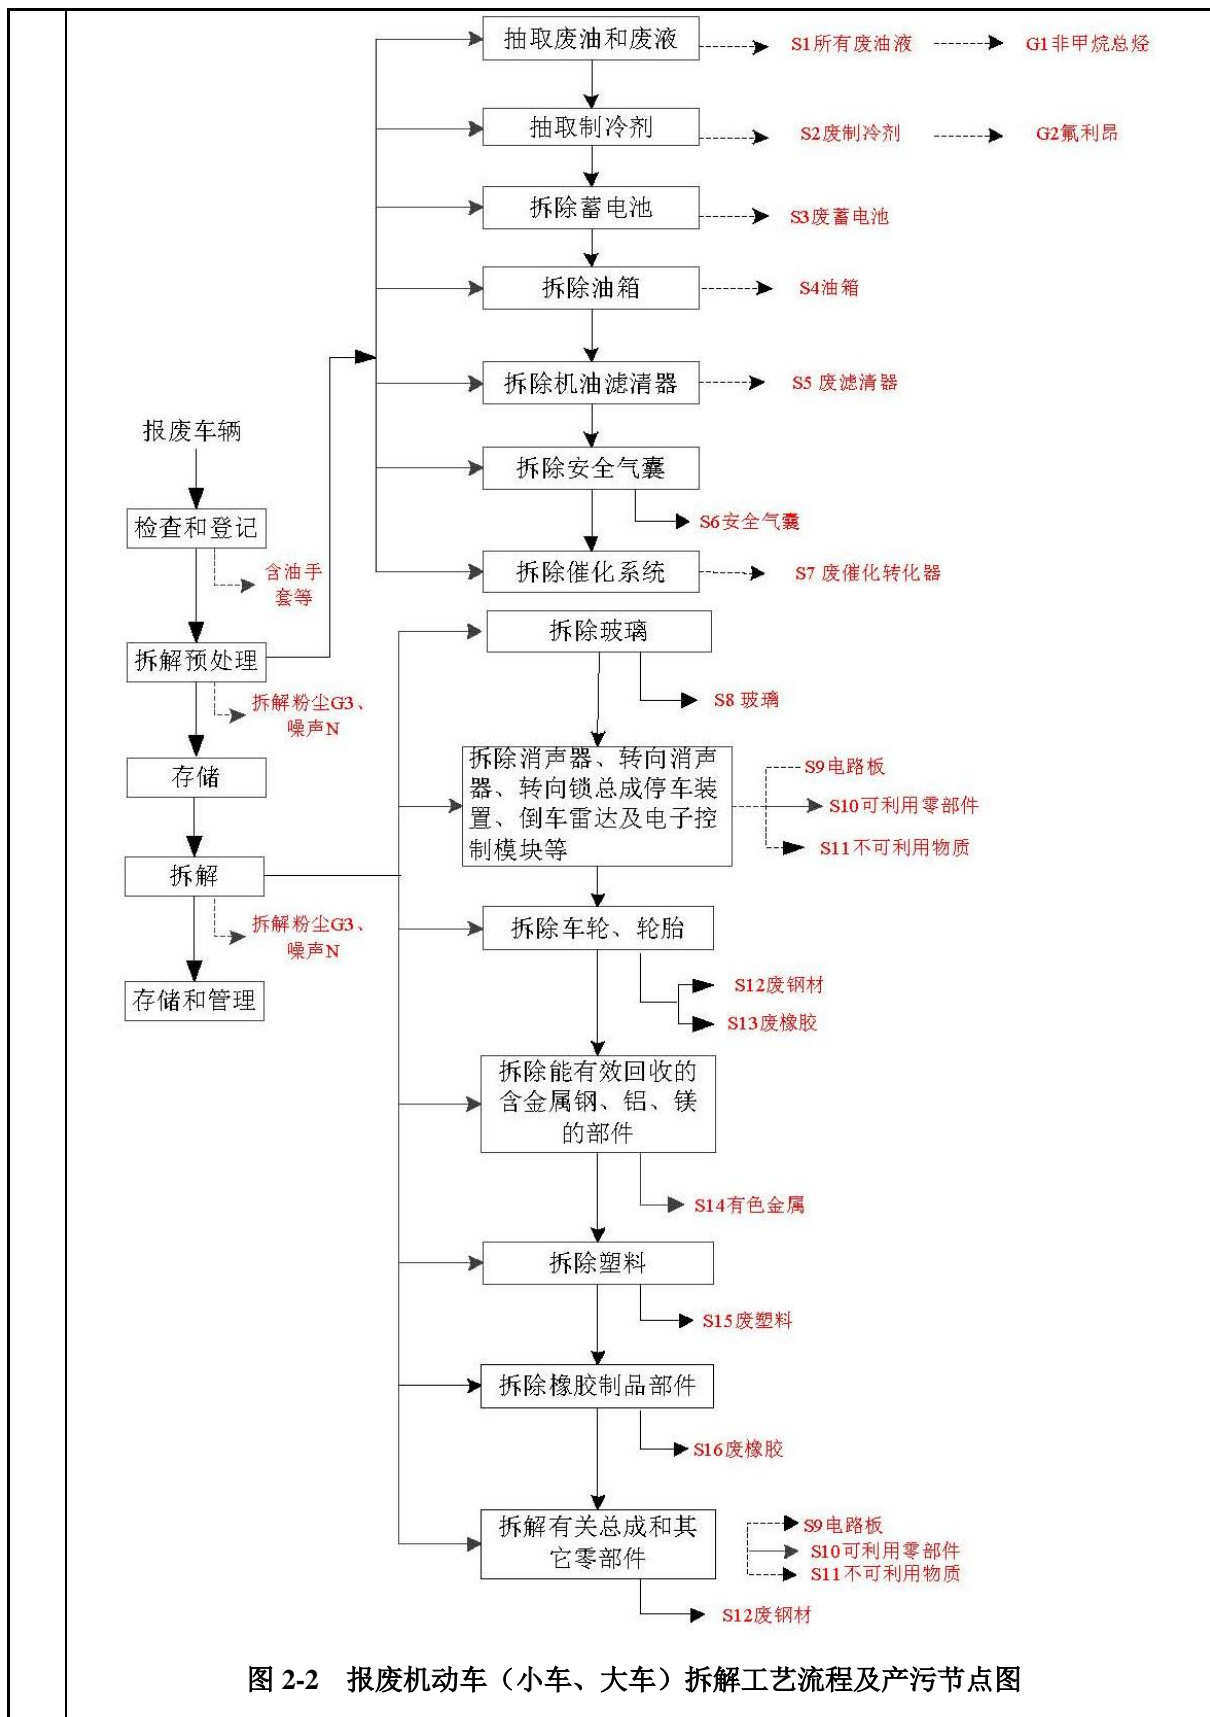 抽取废油和废液
S1所有废油液
G1非甲烷总烃
抽取制冷剂
S2废制冷剂
G2氟利昂
拆除蓄电池
S3废蓄电池
拆除油箱
S4油箱
拆除机油滤清器
S5 废滤清器
拆除安全气囊
S6安全气囊
拆除催化系统
S7 废催化转化器
报废车辆
检查和登记
含油手
套等
拆解预处理
拆解粉尘G3、
噪声N
存储
拆解
拆解粉尘G3、
噪声N
存储和管理
拆除玻璃
S8 玻璃
拆除消声器、转向消声
器、转向锁总成停车装
置、倒车雷达及电子控
制模块等
S9电路板
S10可利用零部件
S11不可利用物质
拆除车轮、轮胎
S12废钢材
S13废橡胶
拆除能有效回收的
含金属钢、铝、镁
的部件
S14有色金属
拆除塑料
S15废塑料
拆除橡胶制品部件
S16废橡胶
拆解有关总成和其
它零部件
S9电路板
S10可利用零部件
S11不可利用物质
S12废钢材
图 2-2 报废机动车（小车、大车）拆解工艺流程及产污节点图